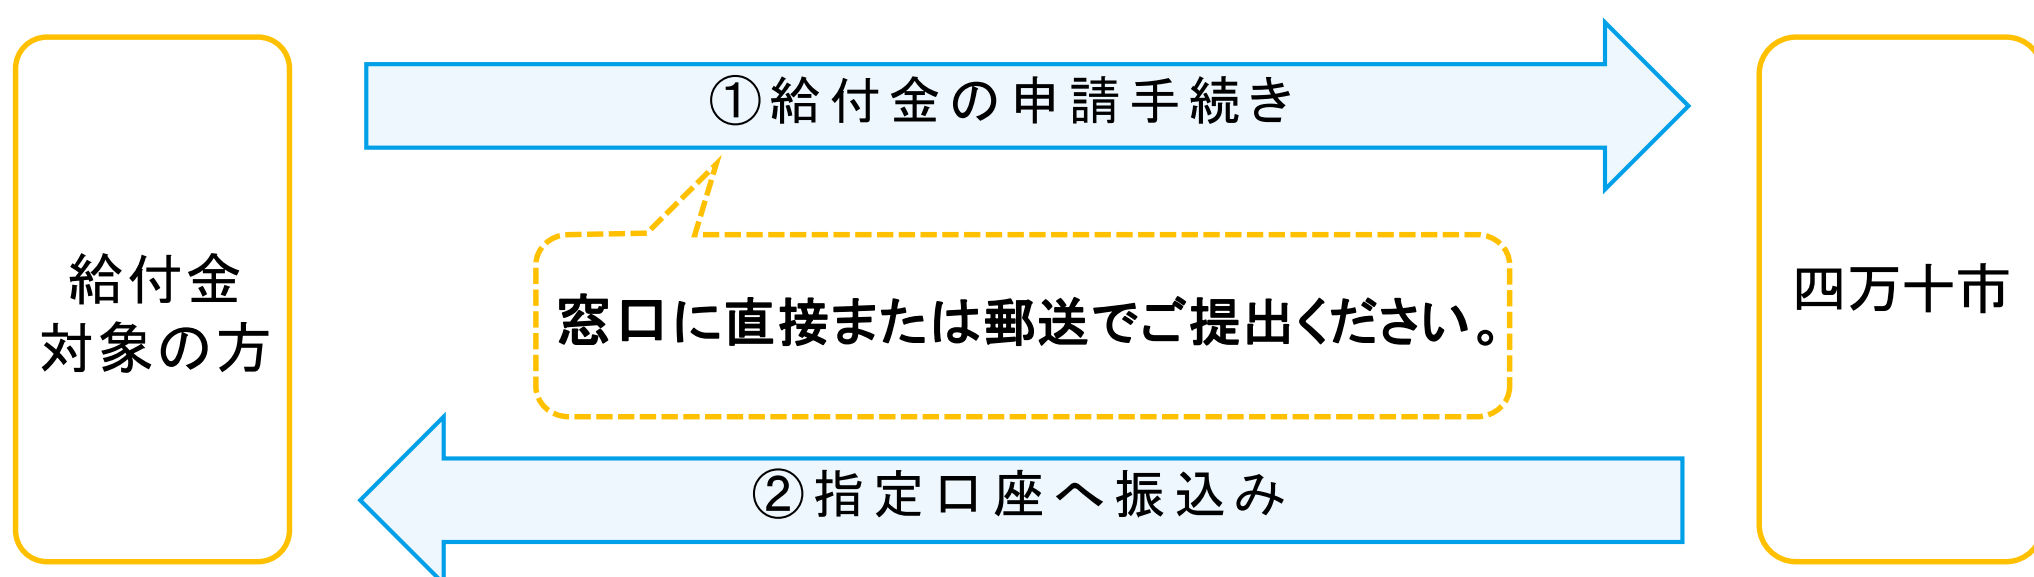 ①給付金の申請手続き
給付金
対象の方
窓口に直接または郵送でご提出ください。
四万十市
②指定口座へ振込み